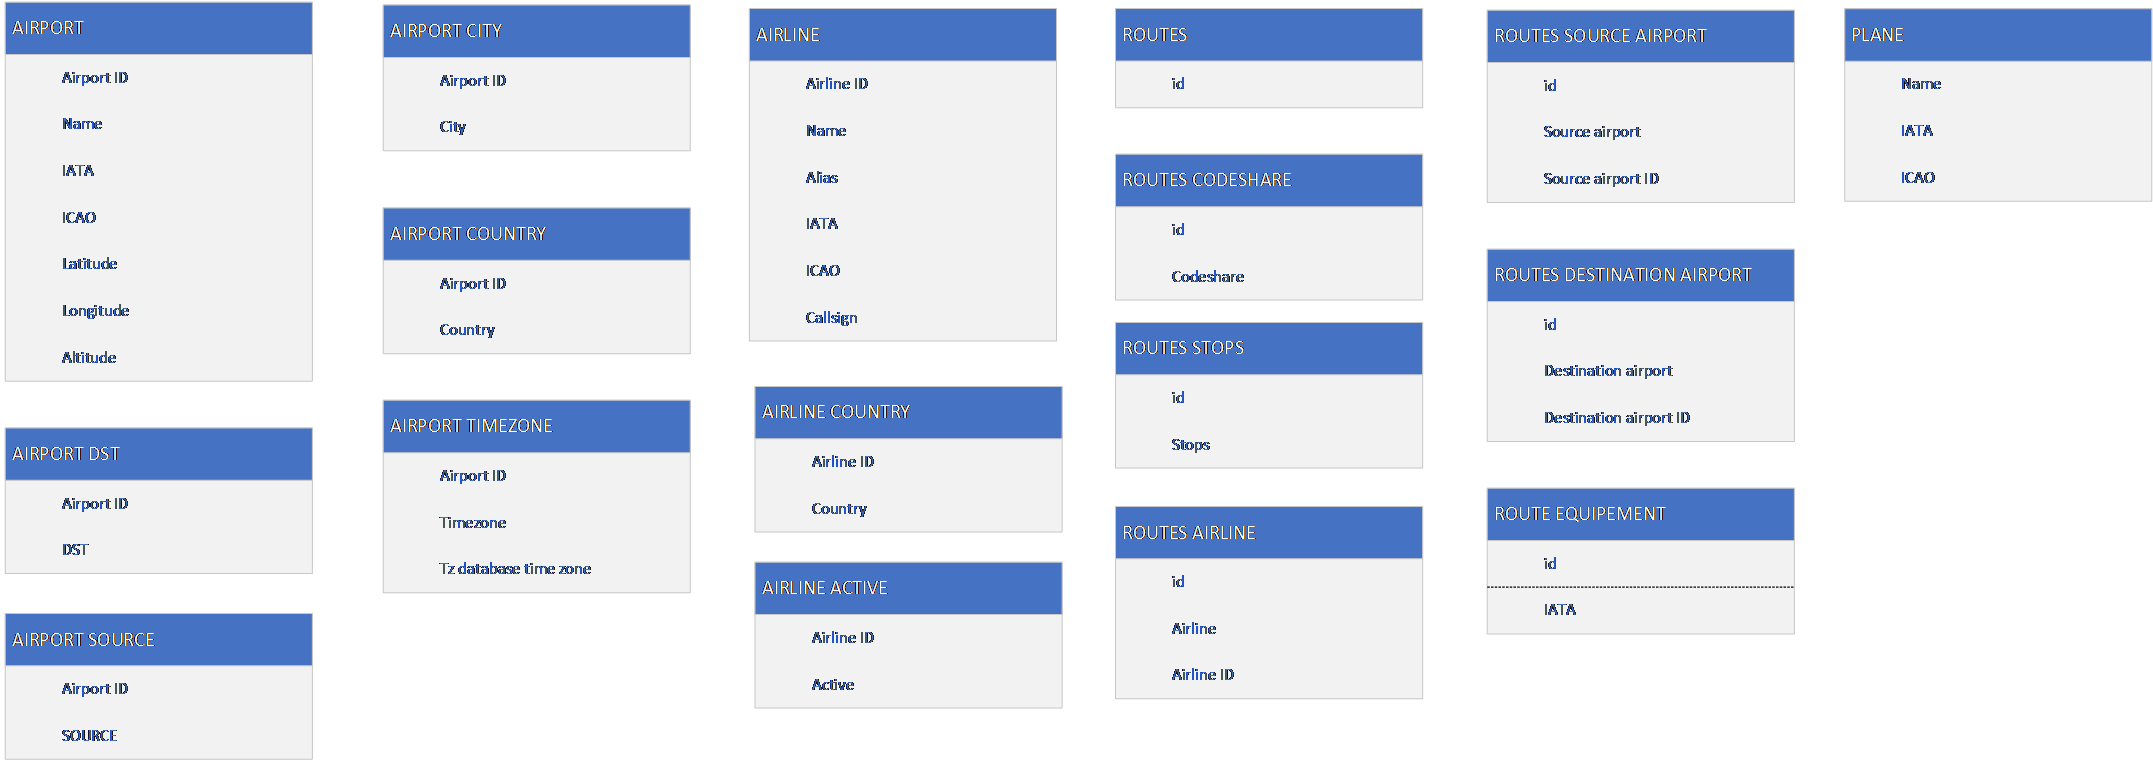 AIRPORT
Airport ID
Name
IATA
ICAO
Latitude
Longitude
Altitude
AIRPORT DST
Airport ID
DST
AIRPORT SOURCE
Airport ID
SOURCE
AIRPORT CITY
Airport ID
City
AIRPORT COUNTRY
Airport ID
Country
AIRPORT TIMEZONE
Airport ID
Timezone
Tz database time zone
AIRLINE
Airline ID
Name
Alias
IATA
ICAO
Callsign
AIRLINE COUNTRY
Airline ID
Country
AIRLINE ACTIVE
Airline ID
Active
ROUTES
id
ROUTES CODESHARE
id
Codeshare
ROUTES STOPS
id
Stops
ROUTES AIRLINE
id
Airline
Airline ID
ROUTES SOURCE AIRPORT
id
Source airport
Source airport ID
ROUTES DESTINATION AIRPORT
id
Destination airport
Destination airport ID
ROUTE EQUIPEMENT
id
IATA
PLANE
Name
IATA
ICAO